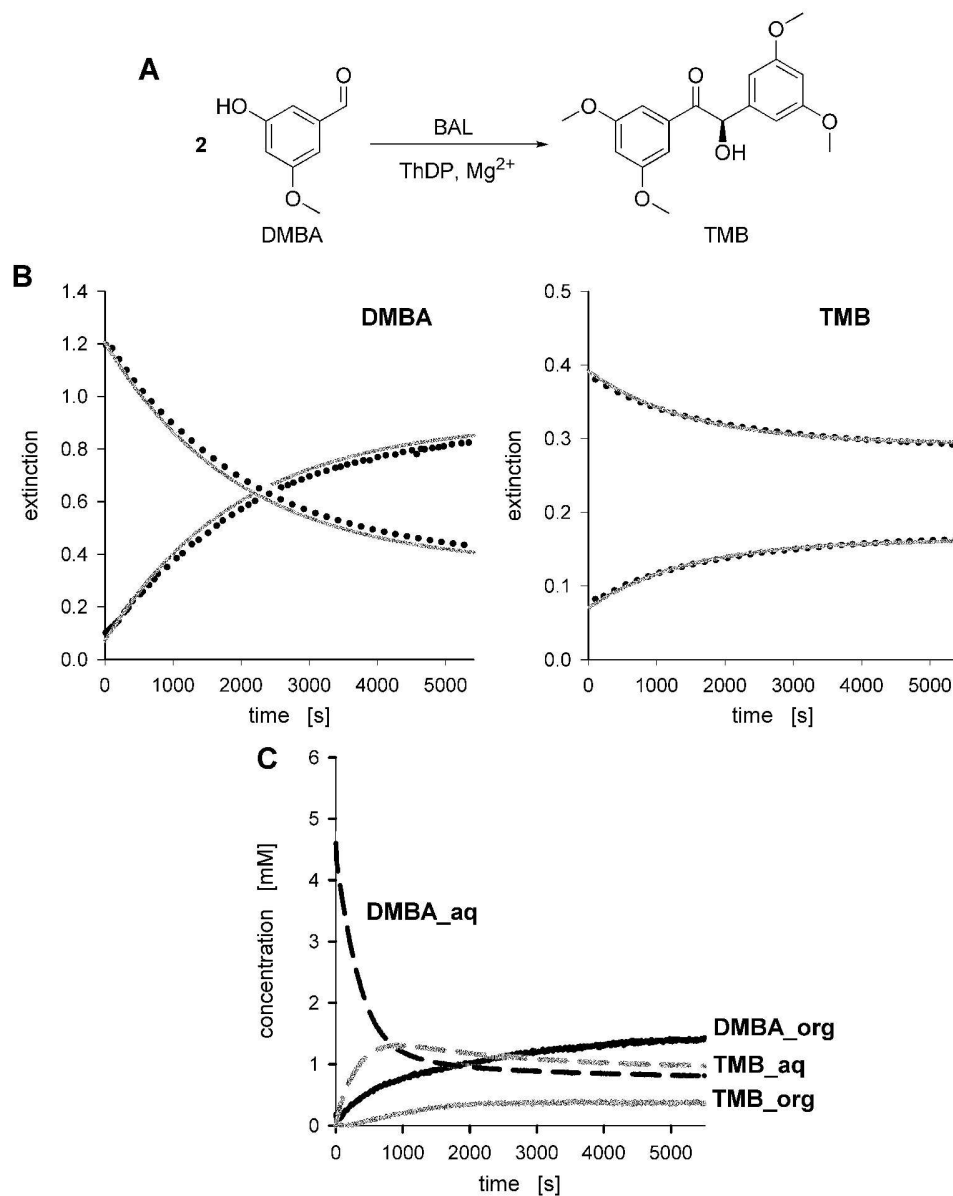 A
2
HO
O
O
DMBA
BAL
ThDP, Mg2+
O
O
O
O
OH
O
TMB
B
DMBA
extinction
1.4
1.2
1.0
0.8
0.6
0.4
0.2
0.0
0 1000 2000 3000 4000 5000
time [s]
TMB
extinction
0.5
0.4
0.3
0.2
0.1
0.0
0 1000 2000 3000 4000 5000
time [s]
C
concentration [mM]
6
5
4
3
2
1
0
DMBA_aq
DMBA_org
TMB_aq
TMB_org
0 1000 2000 3000 4000 5000
time [s]